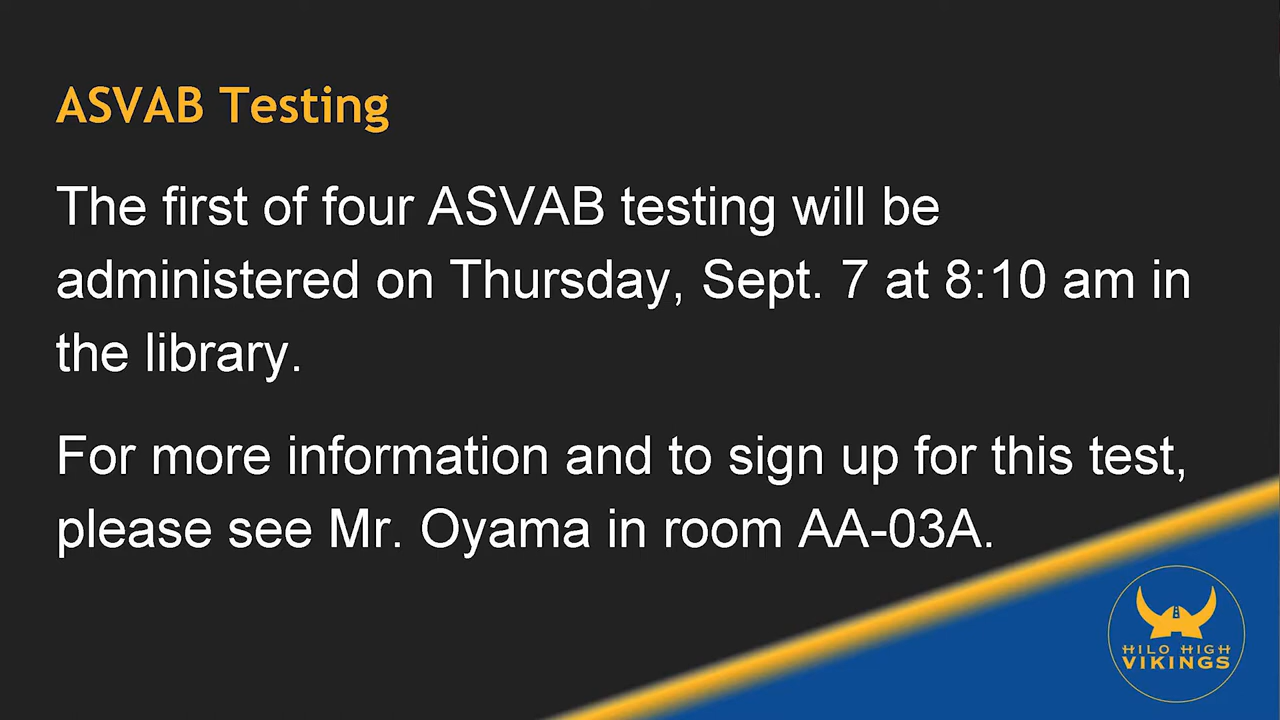 ASVAB Testing
The first of four ASVAB testing will be
administered on Thursday, Sept. 7 at 8:10 am in
the library.
For more information and to sign up for this test,
please see Mr. Oyama in room AA-03A.
HILO HIGH
VIKINGS